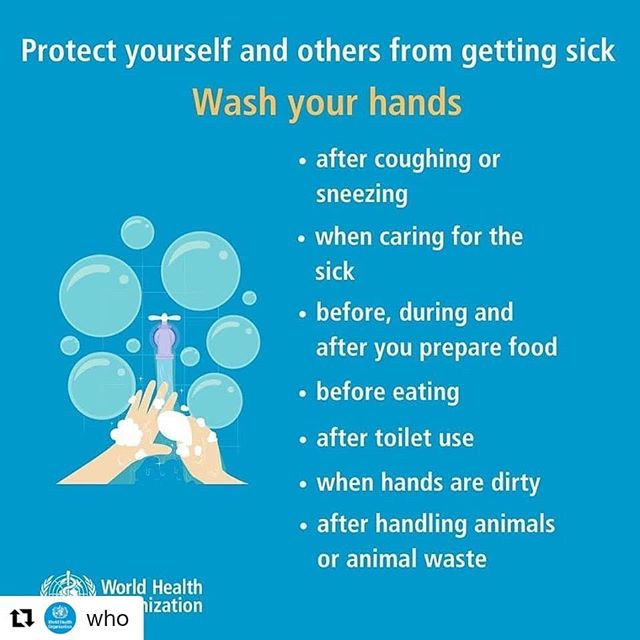 Protect yourself and others from getting sick
Wash your hands
• after coughing or
sneezing
• when caring for the
sick
• before, during and
after you prepare food
• before eating
• after toilet use
• when hands are dirty
• after handling animals
or animal waste
World Health
nization
who